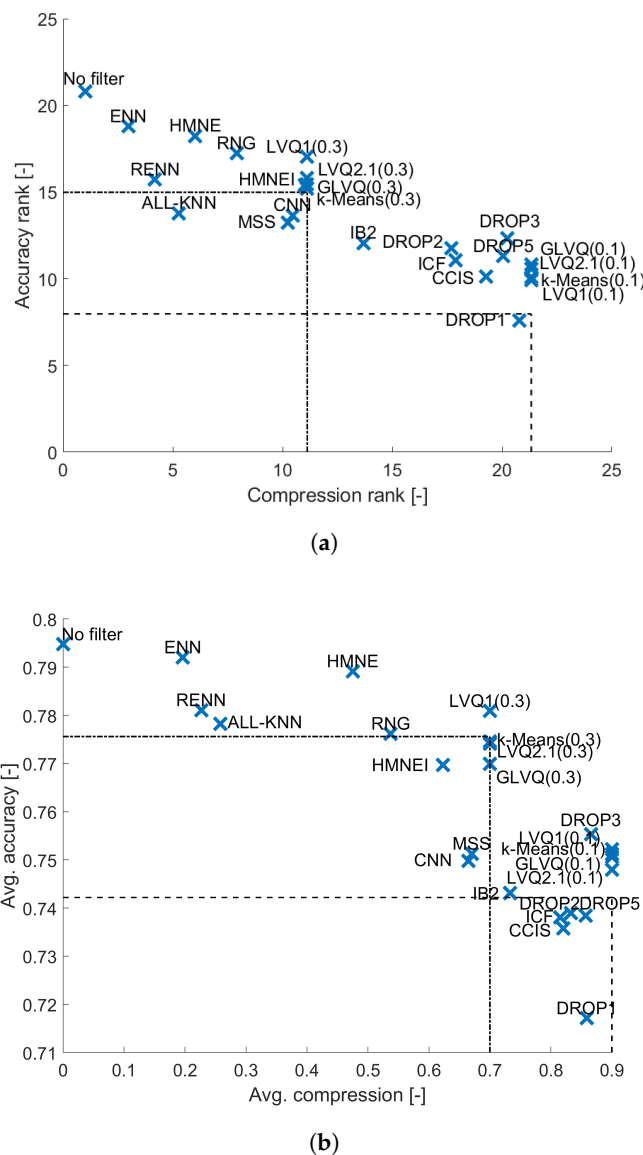 25
No filter
20
ENN
HMNE
RNG
LVQ1(0.3)
RENN
LVQ2.1(0.3)
HMNEI
GLVQ(0.3)
k-Means(0.3)
15
ALL-KNN
CNN
MSS
IB2
DROP2
DROP3
DROP5
GLVQ(0.1)
ICF
LVQ2.1(0.1)
CCIS
k-Means(0.1)
LVQ1(0.1)
10
DROP1
5
0
Accuracy rank [-]
0 5 10 15 20 25
Compression rank [-]
(a)
0.8
No filter
ENN
0.79
HMNE
RENN
LVQ1(0.3)
0.78
ALL-KNN
RNG
k-Means(0.3)
LVQ2.1(0.3)
HMNEI
0.77
GLVQ(0.3)
0.76
DROP3
LVQ1(0.1)
MSS
k-Means(0.1)
CNN
0.75
GLVQ(0.1)
LVQ2.1(0.1)
IB2
0.74
DROP2
DROP5
ICF
CCIS
0.73
0.72
DROP1
0.71
Avg. accuracy [-]
0 0.1 0.2 0.3 0.4 0.5 0.6 0.7 0.8 0.9
Avg. compression [-]
(b)